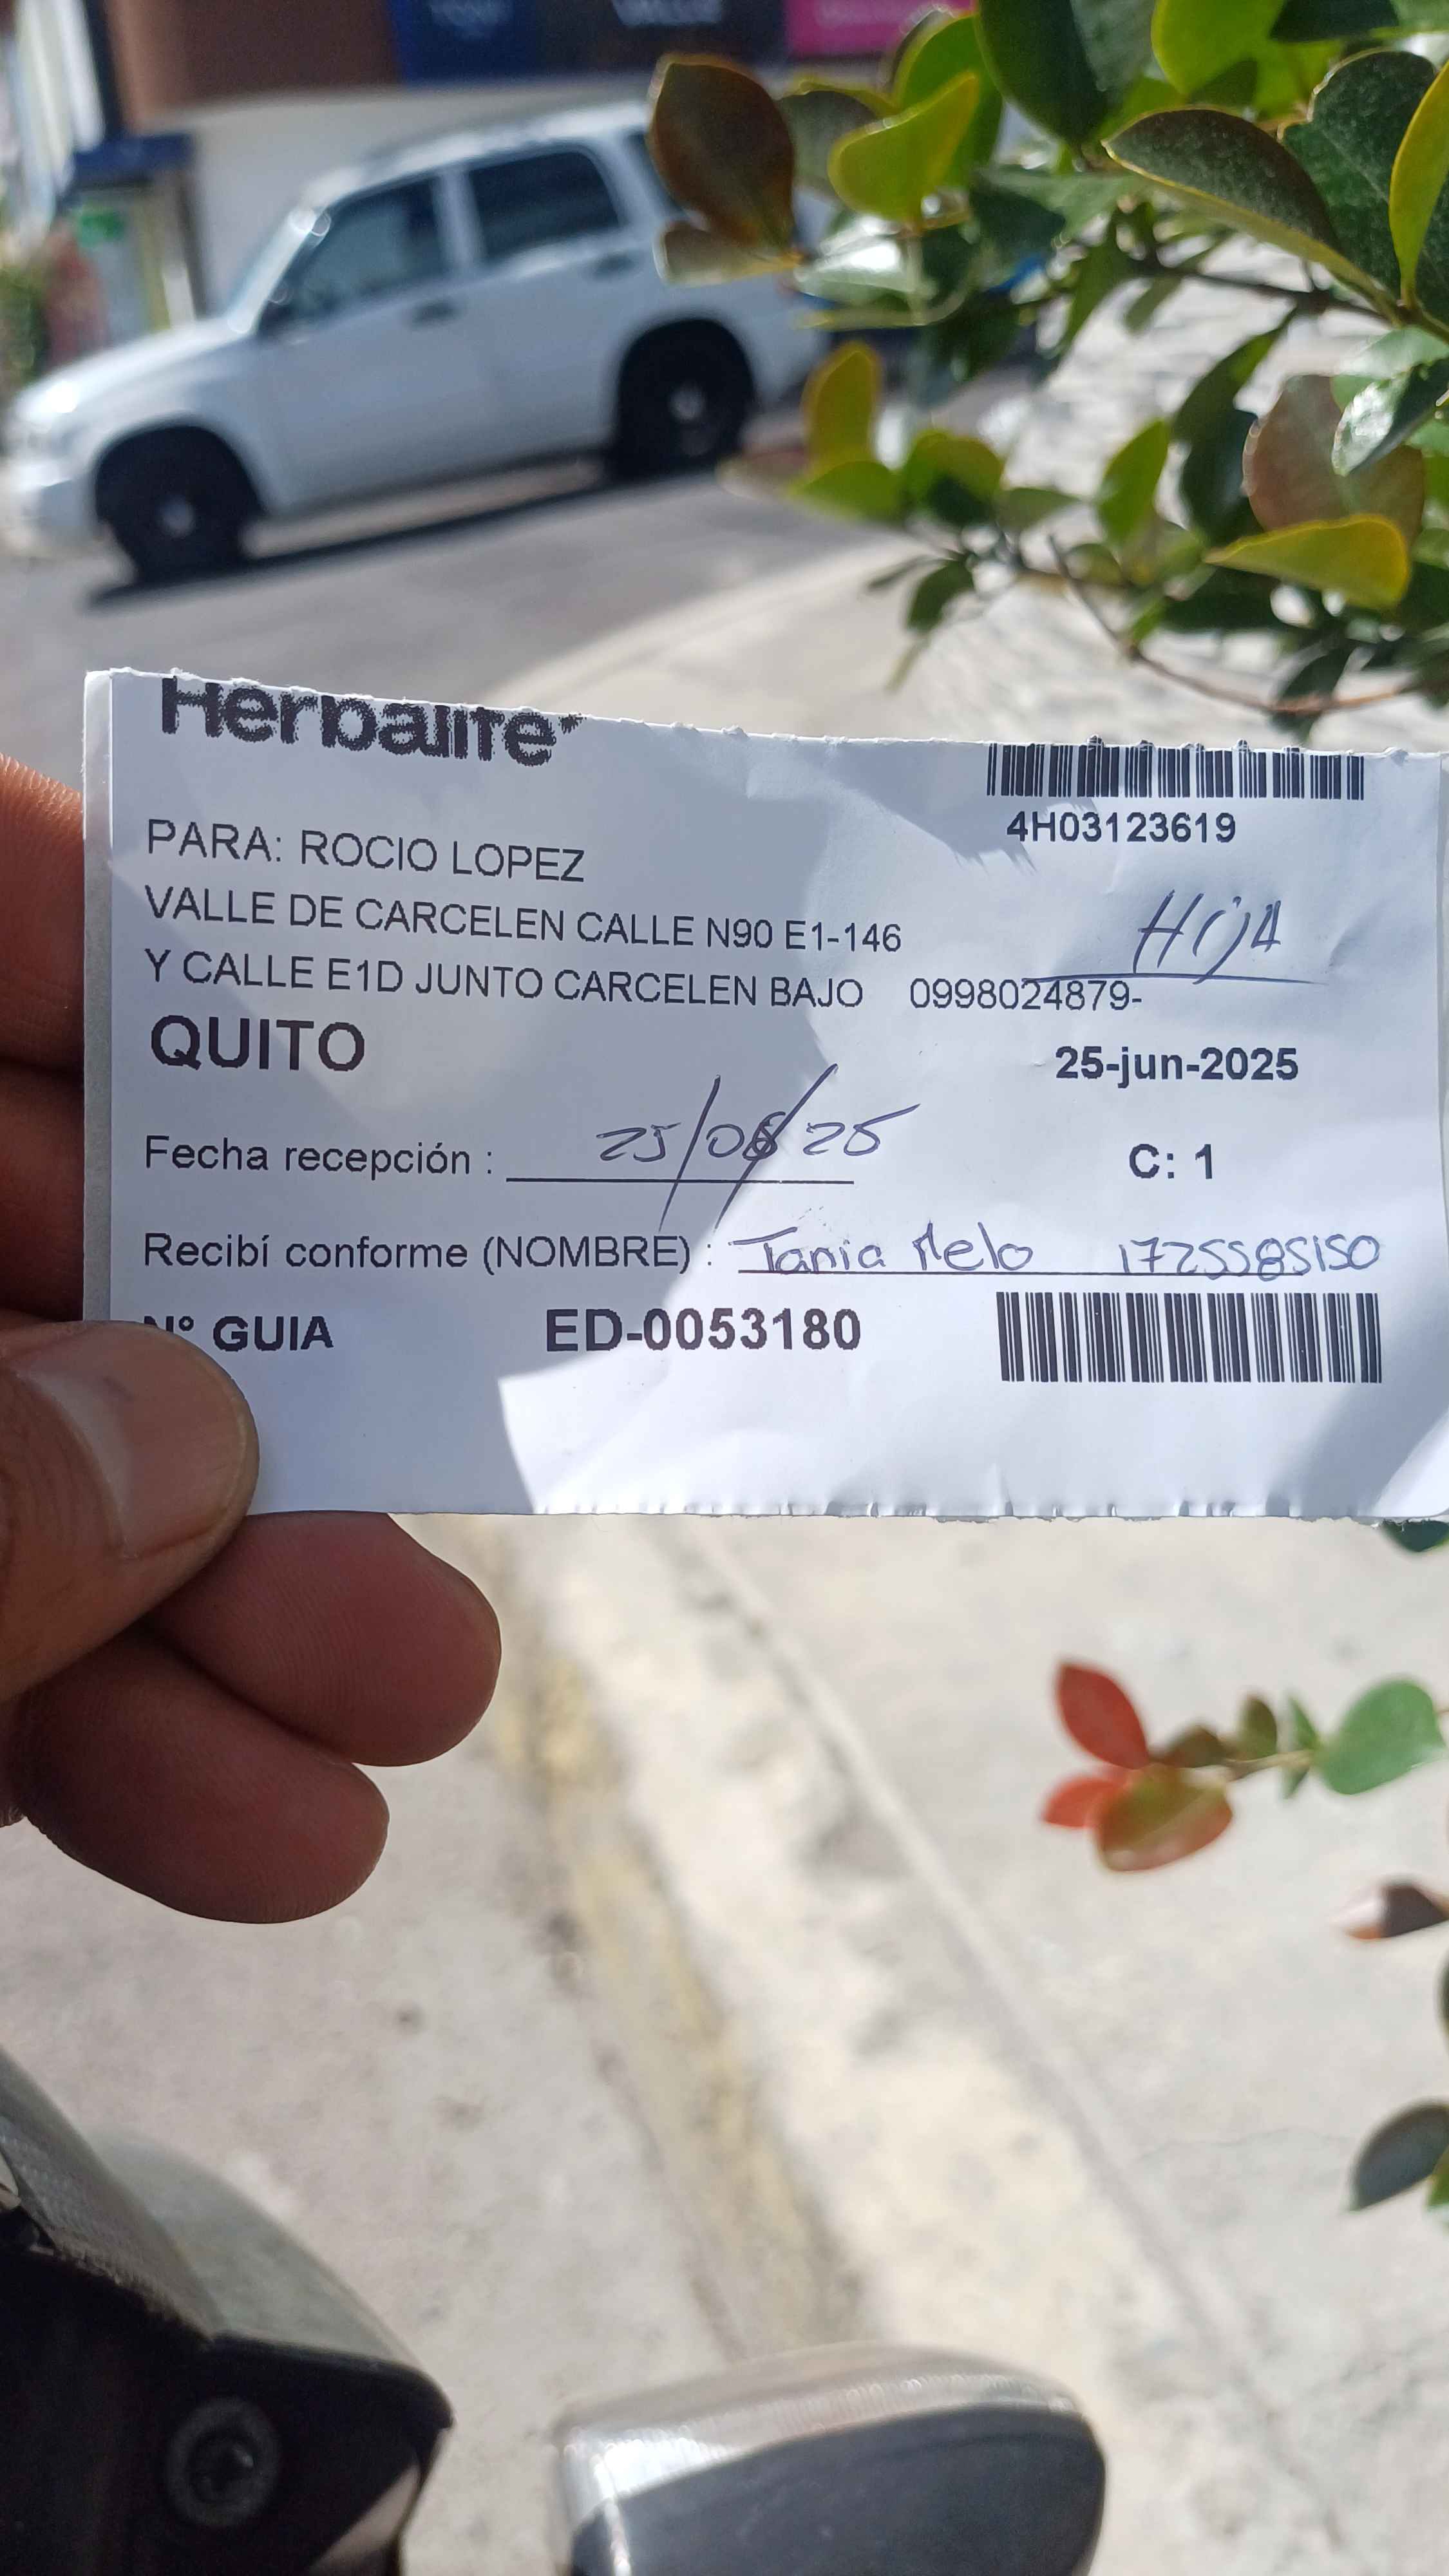 Herbalife
4H03123619
PARA: ROCIO LOPEZ
HIJA
VALLE DE CARCELEN CALLE N90 E1-146
Y CALLE E1D JUNTO CARCELEN BAJO 0998024879-
QUITO
25-jun-2025
Fecha recepción : 25/06/25
C: 1
Recibí conforme (NOMBRE) : Tania Melo 1725585150
N° GUIA ED-0053180